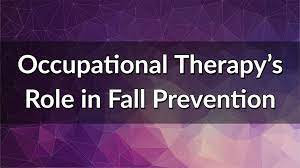 Occupational Therapy's
Role in Fall Prevention